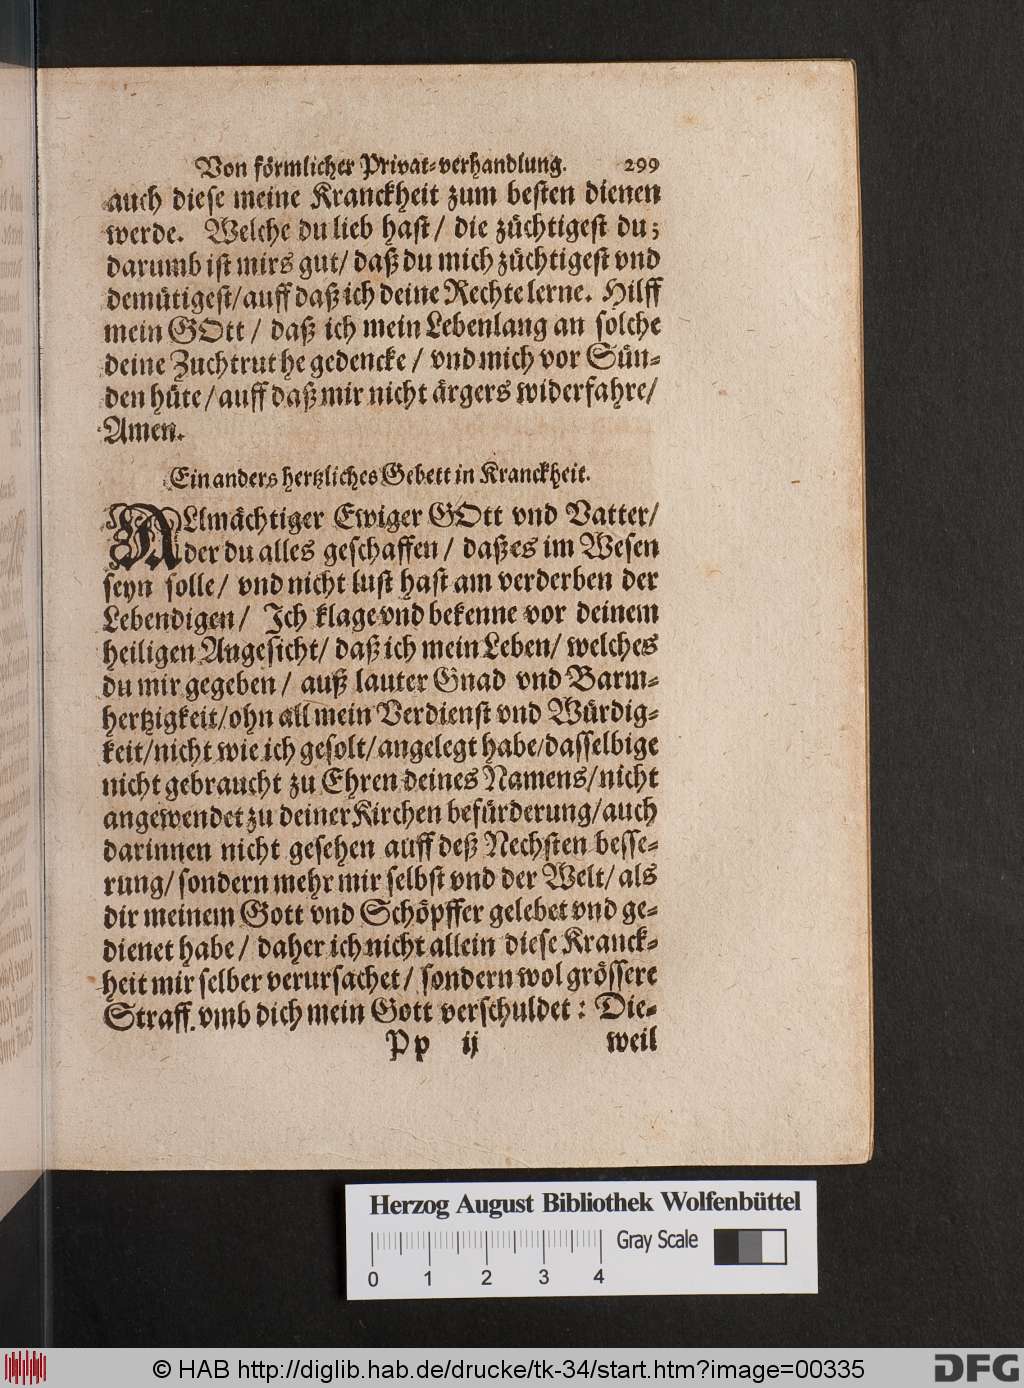 Von förmlicher Privat-verhandlung. 299
auch diese meine Kranckheit zum besten dienen
werde. Welche du lieb hast / die züchtigest du;
darumb ist mirs gut / daß du mich züchtigest vnd
demütigest / auff daß ich deine Rechte lerne. Hilff
mein GOtt / daß ich mein Lebenlang an solche
deine Zuchtruthe gedencke / vnd mich vor Sün-
den hüte / auff daß mir nicht ärgers widerfahre /
Amen.
Ein anders hertzliches Gebett in Kranckheit.
ALlmächtiger Ewiger GOtt vnd Vatter /
der du alles geschaffen / daß es im Wesen
seyn solle / vnd nicht lust hast am verderben der
Lebendigen / Ich klage vnd bekenne vor deinem
heiligen Angesicht / daß ich mein Leben / welches
du mir gegeben / auß lauter Gnad vnd Barm-
hertzigkeit / ohn all mein Verdienst vnd Würdig-
keit / nicht wie ich gesolt / angelegt habe / dasselbige
nicht gebraucht zu Ehren deines Namens / nicht
angewendet zu deiner Kirchen befürderung / auch
darinnen nicht gesehen auff deß Nechsten besse-
rung / sondern mehr mir selbst vnd der Welt / als
dir meinem Gott vnd Schöpffer gelebet vnd ge-
dienet habe / daher ich nicht allein diese Kranck-
heit mir selber verursachet / sondern wol grössere
Straff vmb dich mein Gott verschuldet : Die-
Pp ij weil
Herzog August Bibliothek Wolfenbüttel
Gray Scale
0 1 2 3 4
© HAB http://diglib.hab.de/drucke/tk-34/start.htm?image=00335 DFG